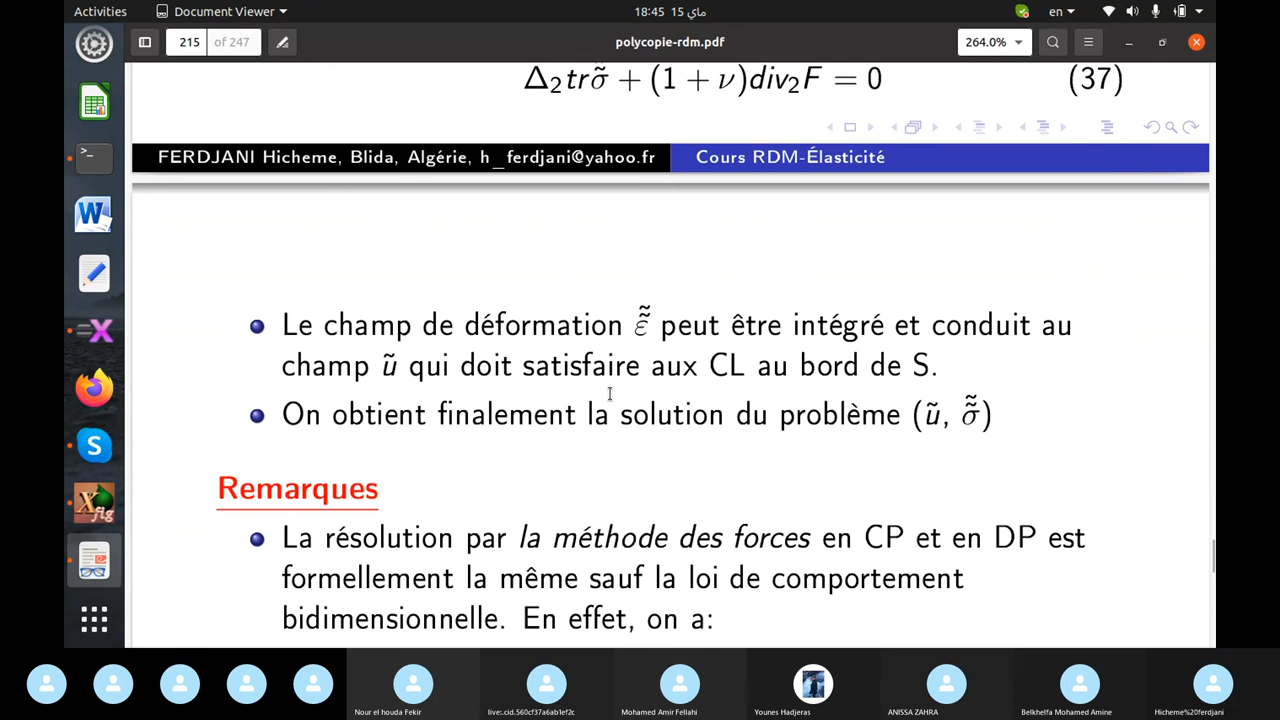 Activities Document Viewer 18:45 15 ماي en
215 of 247 polycopie-rdm.pdf 264.0%
Δ₂trσ̃ + (1 + ν)div₂F = 0 (37)
FERDJANI Hicheme, Blida, Algérie, h_ferdjani@yahoo.fr Cours RDM-Élasticité
Le champ de déformation ε̃̃ peut être intégré et conduit au
champ ũ qui doit satisfaire aux CL au bord de S.
On obtient finalement la solution du problème (ũ, σ̃̃)
Remarques
La résolution par la méthode des forces en CP et en DP est
formellement la même sauf la loi de comportement
bidimensionnelle. En effet, on a:
Nour el houda Fekir live:.cid.560cf37a6ab1ef2c Mohamed Amir Fellahi Younes Hadjeras ANISSA ZAHRA Belkhelfa Mohamed Amine Hicheme%20ferdjani